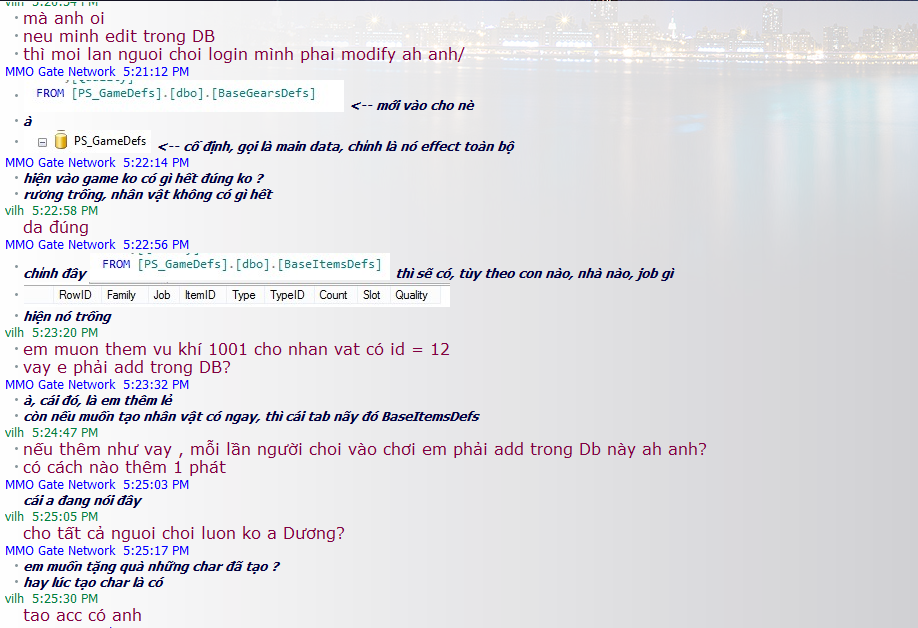 vilh 5:20:54 PM
mà anh oi
neu minh edit trong DB
thì moi lan nguoi choi login mình phai modify ah anh/
MMO Gate Network 5:21:12 PM
FROM [PS_GameDefs].[dbo].[BaseGearsDefs] <-- mới vào cho nè
à
PS_GameDefs <-- cố định, gọi là main data, chỉnh là nó effect toàn bộ
MMO Gate Network 5:22:14 PM
hiện vào game ko có gì hết đúng ko ?
rương trống, nhân vật không có gì hết
vilh 5:22:58 PM
da đúng
MMO Gate Network 5:22:56 PM
chỉnh đây FROM [PS_GameDefs].[dbo].[BaseItemsDefs] thì sẽ có, tùy theo con nào, nhà nào, job gì
RowID Family Job ItemID Type TypeID Count Slot Quality
hiện nó trống
vilh 5:23:20 PM
em muon them vu khí 1001 cho nhan vat có id = 12
vay e phải add trong DB?
MMO Gate Network 5:23:32 PM
à, cái đó, là em thêm lẻ
còn nếu muốn tạo nhân vật có ngay, thì cái tab nãy đó BaseItemsDefs
vilh 5:24:47 PM
nếu thêm như vay , mỗi lần người choi vào chơi em phải add trong Db này ah anh?
có cách nào thêm 1 phát
MMO Gate Network 5:25:03 PM
cái a đang nói đây
vilh 5:25:05 PM
cho tất cả nguoi choi luon ko a Dương?
MMO Gate Network 5:25:17 PM
em muốn tặng quà những char đã tạo ?
hay lúc tạo char là có
vilh 5:25:30 PM
tao acc có anh